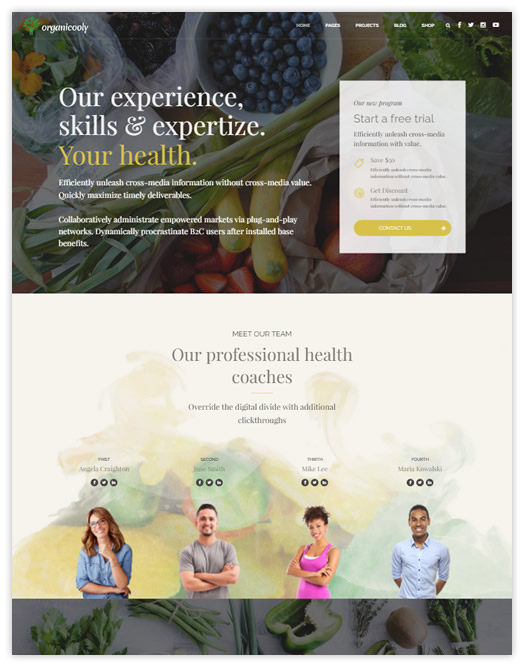 organicooly
HOME PAGES PROJECTS BLOG SHOP
Our experience,
skills & expertize.
Your health.
Efficiently unleash cross-media information without cross-media value.
Quickly maximize timely deliverables.
Collaboratively administrate empowered markets via plug-and-play
networks. Dynamically procrastinate B2C users after installed base
benefits.
Our new program
Start a free trial
Efficiently unleash cross-media
information with value.
Save $30
Efficiently unleash cross-media
information without cross-media value.
Get Discount
Efficiently unleash cross-media
information without cross-media value.
CONTACT US
MEET OUR TEAM
Our professional health
coaches
Override the digital divide with additional
clickthroughs
FIRST
Angela Craighton
SECOND
Jane Smith
THIRTH
Mike Lee
FOURTH
Maria Kowalski